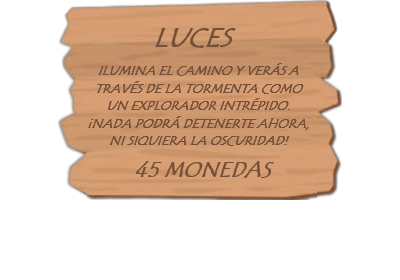 LUCES
ILUMINA EL CAMINO Y VERÁS A
TRAVÉS DE LA TORMENTA COMO
UN EXPLORADOR INTRÉPIDO.
¡NADA PODRÁ DETENERTE AHORA,
NI SIQUIERA LA OSCURIDAD!
45 MONEDAS